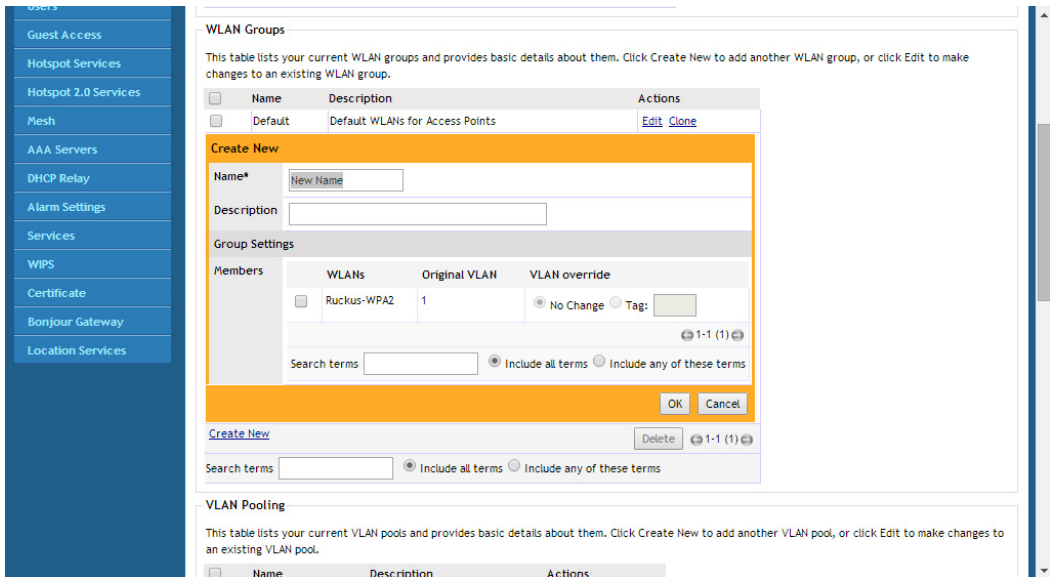 Users
Guest Access
Hotspot Services
Hotspot 2.0 Services
Mesh
AAA Servers
DHCP Relay
Alarm Settings
Services
WIPS
Certificate
Bonjour Gateway
Location Services
WLAN Groups
This table lists your current WLAN groups and provides basic details about them. Click Create New to add another WLAN group, or click Edit to make
changes to an existing WLAN group.
Name Description Actions
Default Default WLANs for Access Points Edit Clone
Create New
Name* New Name
Description
Group Settings
Members WLANs Original VLAN VLAN override
Ruckus-WPA2 1 No Change Tag:
1-1 (1)
Search terms Include all terms Include any of these terms
OK Cancel
Create New Delete 1-1 (1)
Search terms Include all terms Include any of these terms
VLAN Pooling
This table lists your current VLAN pools and provides basic details about them. Click Create New to add another VLAN pool, or click Edit to make changes to
an existing VLAN pool.
Name Description Actions